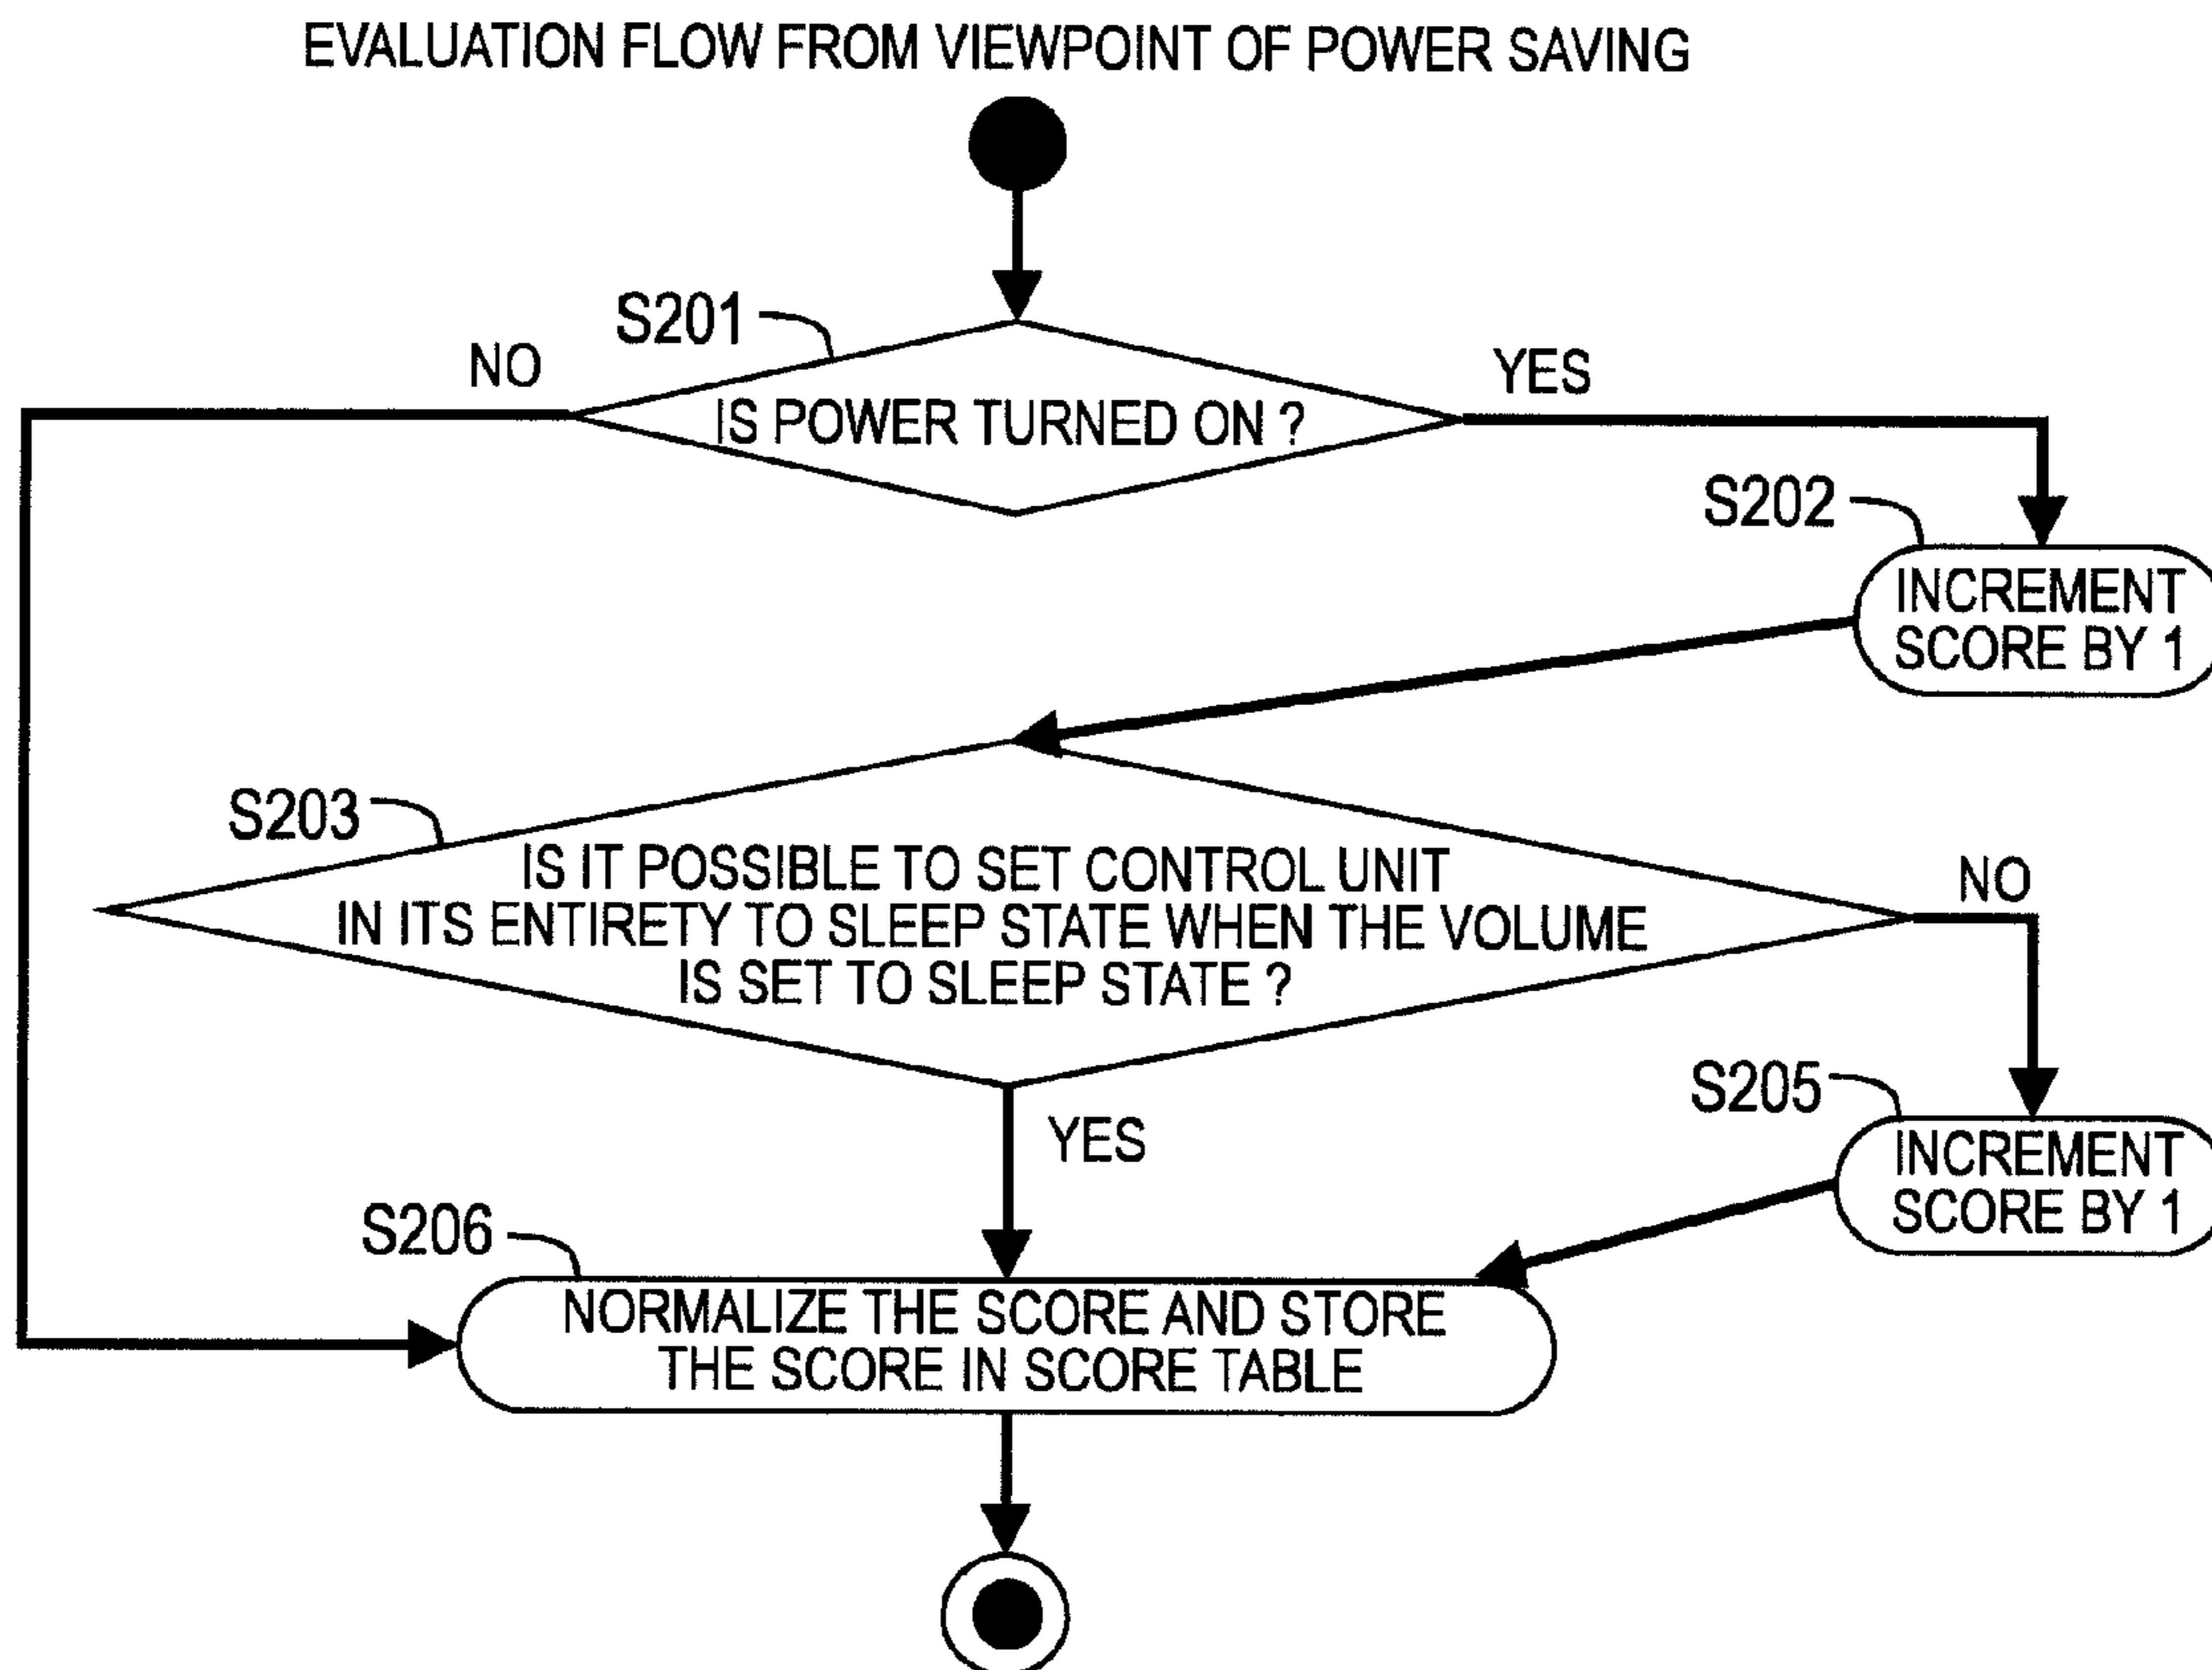 EVALUATION FLOW FROM VIEWPOINT OF POWER SAVING
S201
NO
YES
IS POWER TURNED ON ?
S202
INCREMENT
SCORE BY 1
S203
IS IT POSSIBLE TO SET CONTROL UNIT
IN ITS ENTIRETY TO SLEEP STATE WHEN THE VOLUME
IS SET TO SLEEP STATE ?
NO
YES
S205
INCREMENT
SCORE BY 1
S206
NORMALIZE THE SCORE AND STORE
THE SCORE IN SCORE TABLE